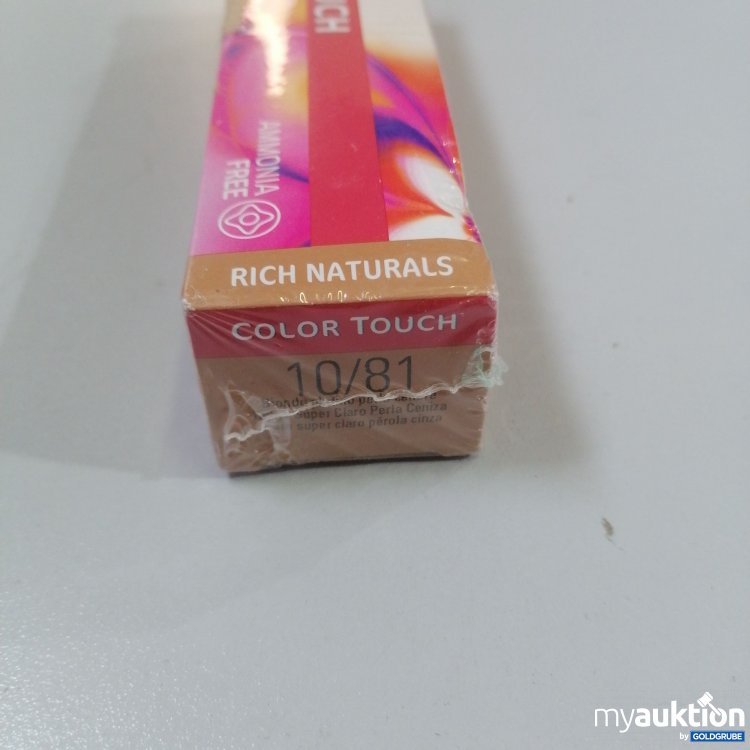 UCH
AMMONIA
FREE
RICH NATURALS
COLOR TOUCH
10/81
Super Claro Perla Ceniza
super claro pérola cinza
myauktion
by GOLDGRUBE